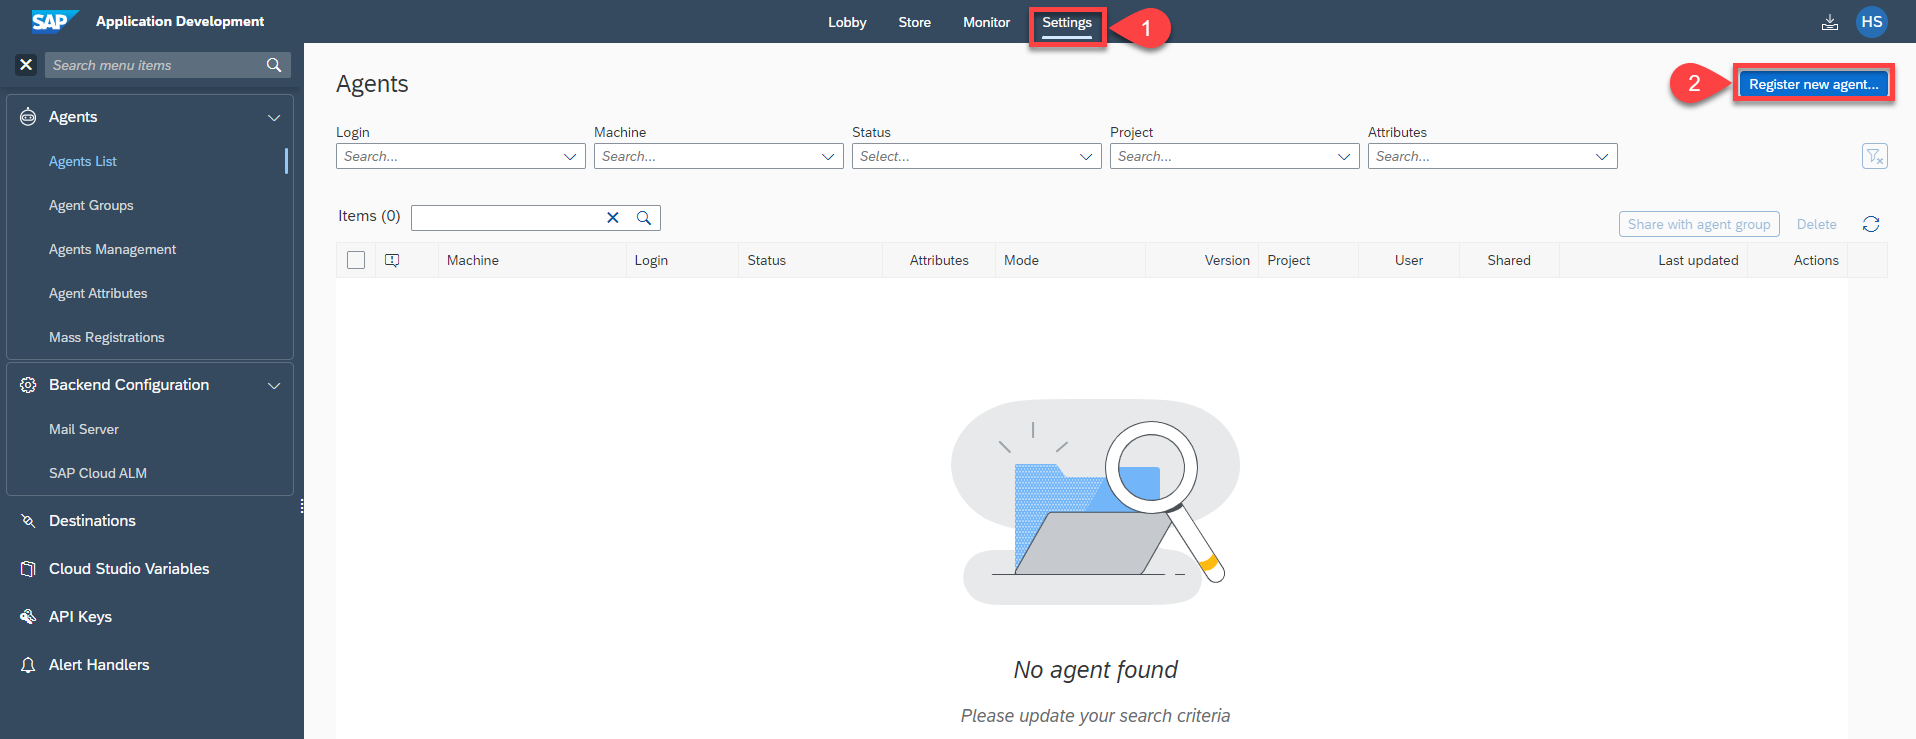 SAP Application Development Lobby Store Monitor Settings 1 HS
Search menu items
Agents
Agents List
Agent Groups
Agents Management
Agent Attributes
Mass Registrations
Backend Configuration
Mail Server
SAP Cloud ALM
Destinations
Cloud Studio Variables
API Keys
Alert Handlers
Agents 2 Register new agent...
Login Machine Status Project Attributes
Search... Search... Select... Search... Search...
Items (0) Share with agent group Delete
Machine Login Status Attributes Mode Version Project User Shared Last updated Actions
No agent found
Please update your search criteria